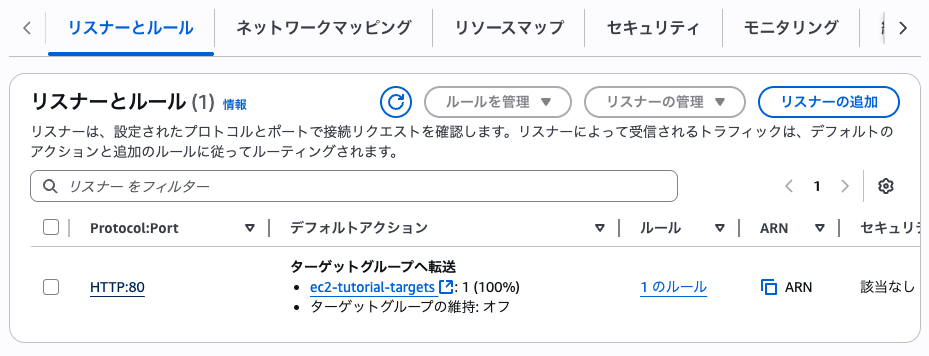 リスナーとルール
ネットワークマッピング
リソースマップ
セキュリティ
モニタリング
リスナーとルール (1) 情報
ルールを管理
リスナーの管理
リスナーの追加
リスナーは、設定されたプロトコルとポートで接続リクエストを確認します。リスナーによって受信されるトラフィックは、デフォルトの
アクションと追加のルールに従ってルーティングされます。
リスナー をフィルター
1
Protocol:Port
デフォルトアクション
ルール
ARN
セキュリテ
HTTP:80
ターゲットグループへ転送
• ec2-tutorial-targets : 1 (100%)
• ターゲットグループの維持: オフ
1 のルール
ARN
該当なし